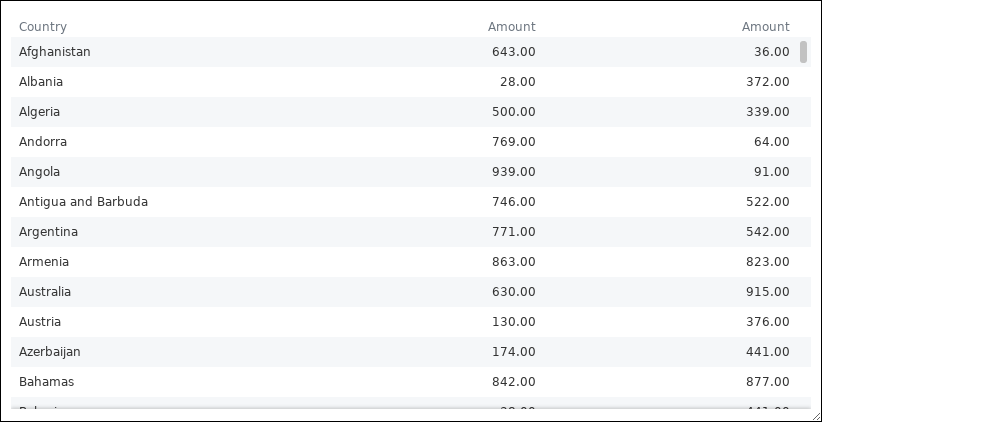 Country Amount Amount
Afghanistan 643.00 36.00
Albania 28.00 372.00
Algeria 500.00 339.00
Andorra 769.00 64.00
Angola 939.00 91.00
Antigua and Barbuda 746.00 522.00
Argentina 771.00 542.00
Armenia 863.00 823.00
Australia 630.00 915.00
Austria 130.00 376.00
Azerbaijan 174.00 441.00
Bahamas 842.00 877.00